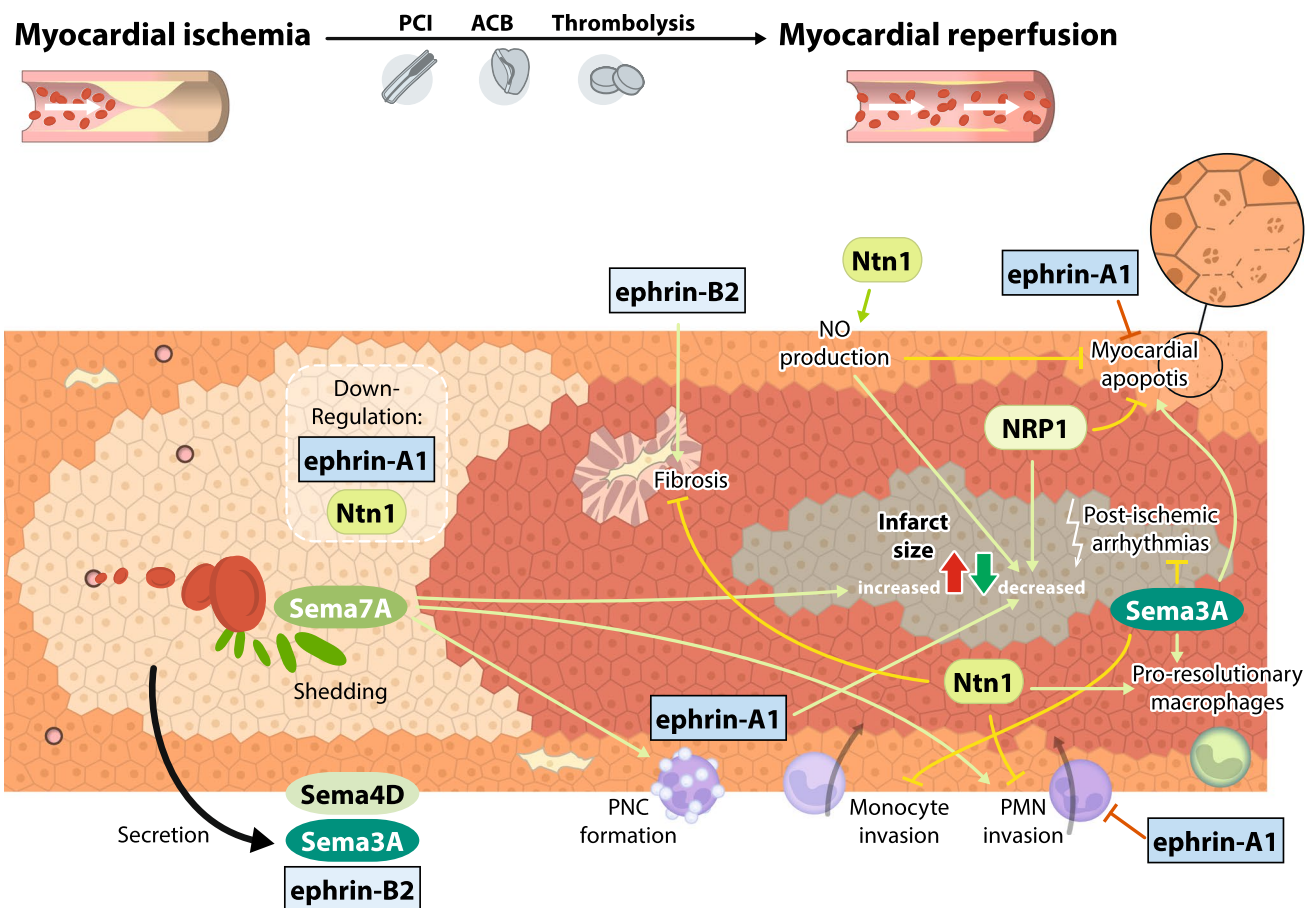 PCI ACB Thrombolysis
Myocardial ischemia
Myocardial reperfusion
Ntn1
ephrin-A1
ephrin-B2
NO
production
Myocardial
apopotis
Down-
Regulation:
ephrin-A1
Ntn1
NRP1
Fibrosis
Infarct
size
increased
decreased
Post-ischemic
arrhythmias
Sema7A
Sema3A
Shedding
Ntn1
Pro-resolutionary
macrophages
ephrin-A1
Sema4D
Secretion
Sema3A
ephrin-B2
PNC
formation
Monocyte
invasion
PMN
invasion
ephrin-A1